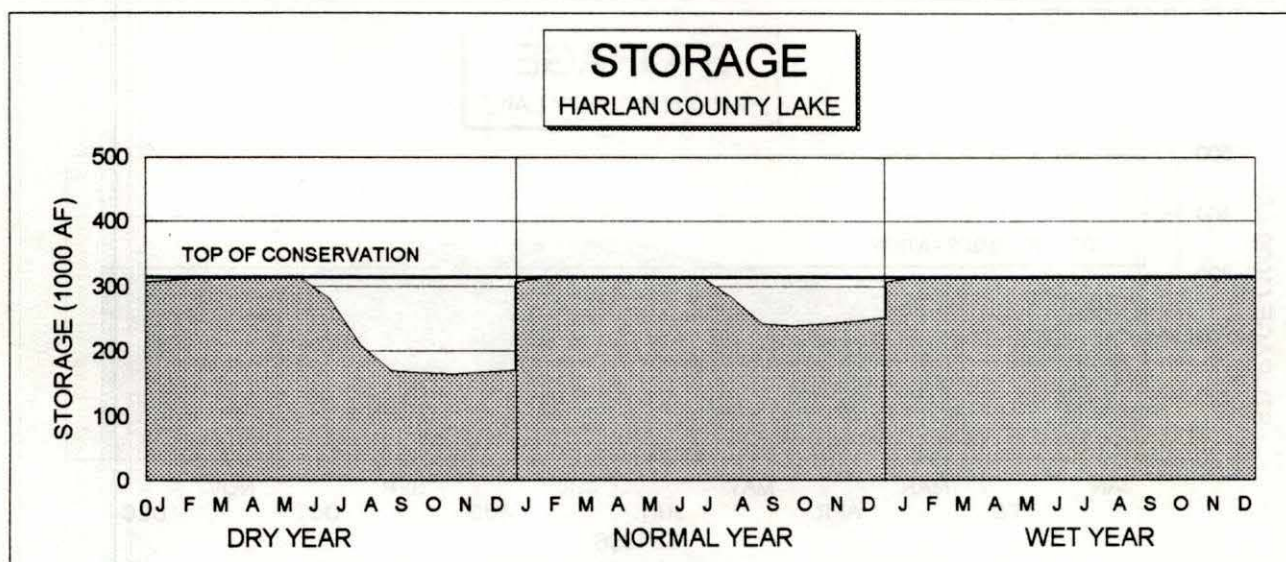 STORAGE
HARLAN COUNTY LAKE
500
400
TOP OF CONSERVATION
300
200
100
0
STORAGE (1000 AF)
0 J F M A M J J A S O N D J F M A M J J A S O N D J F M A M J J A S O N D
DRY YEAR NORMAL YEAR WET YEAR